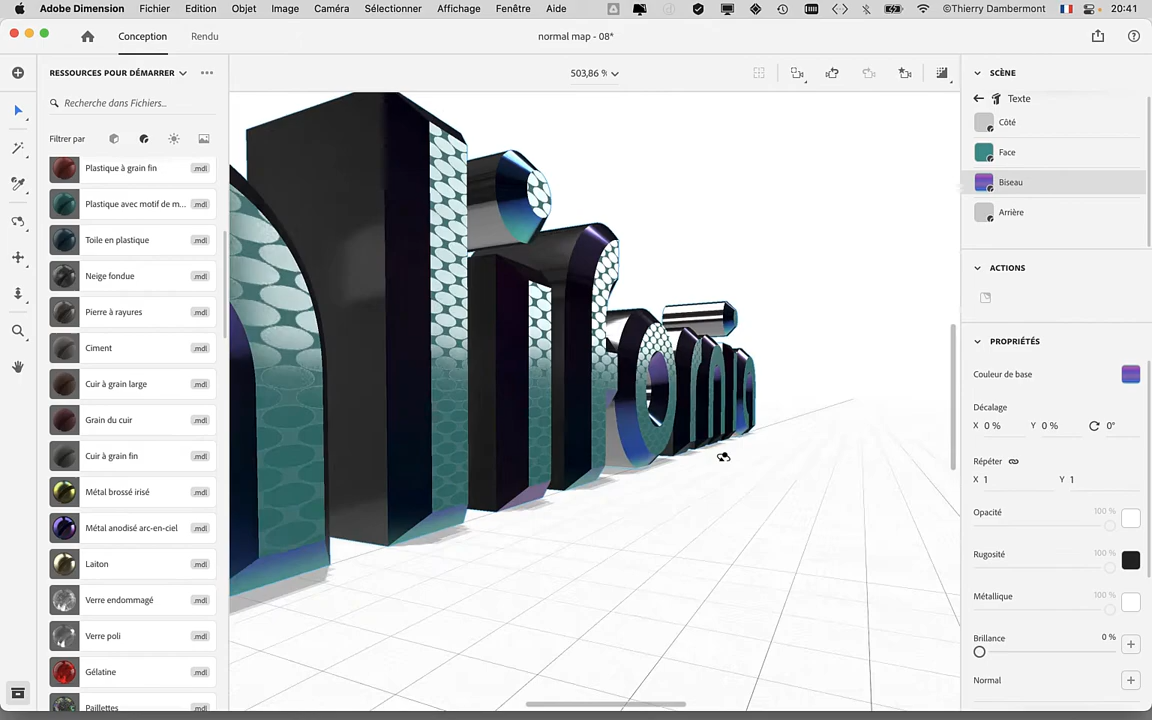 Adobe Dimension Fichier Edition Objet Image Caméra Sélectionner Affichage Fenêtre Aide ©Thierry Dambermont 20:41
Conception Rendu normal map - 08*
RESSOURCES POUR DÉMARRER
503,86 %
Recherche dans Fichiers...
Filtrer par
Plastique à grain fin .mdl
Plastique avec motif de m... .mdl
Toile en plastique .mdl
Neige fondue .mdl
Pierre à rayures .mdl
Ciment .mdl
Cuir à grain large .mdl
Grain du cuir .mdl
Cuir à grain fin .mdl
Métal brossé irisé .mdl
Métal anodisé arc-en-ciel .mdl
Laiton .mdl
Verre endommagé .mdl
Verre poli .mdl
Gélatine .mdl
Paillettes .mdl
SCÈNE
Texte
Côté
Face
Biseau
Arrière
ACTIONS
PROPRIÉTÉS
Couleur de base
Décalage
X 0 % Y 0 % 0°
Répéter
X 1 Y 1
Opacité 100 %
Rugosité 100 %
Métallique 100 %
Brillance 0 %
Normal